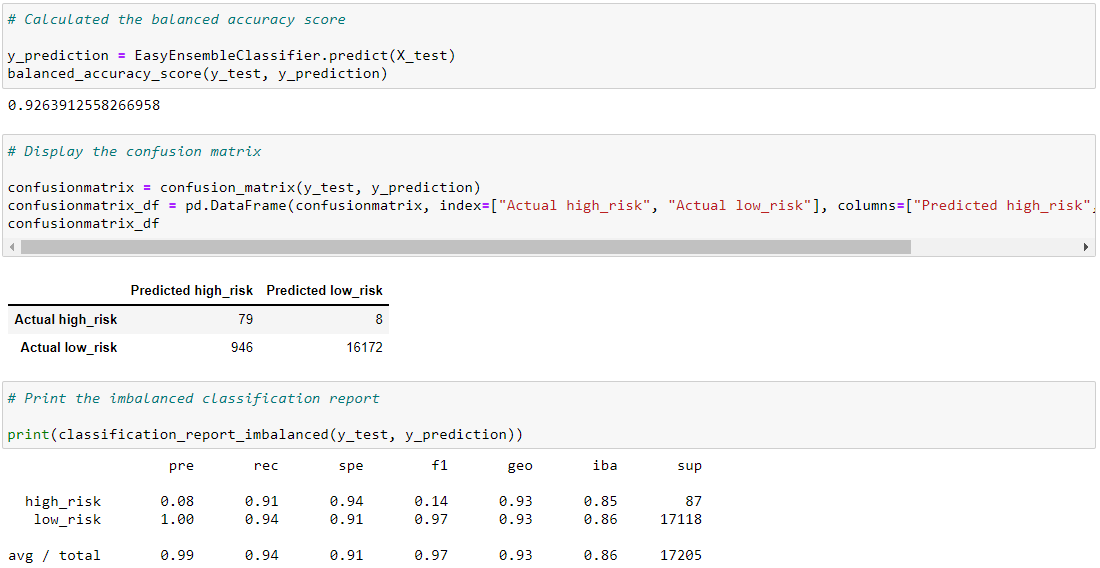 # Calculated the balanced accuracy score
y_prediction = EasyEnsembleClassifier.predict(X_test)
balanced_accuracy_score(y_test, y_prediction)
0.9263912558266958
# Display the confusion matrix
confusionmatrix = confusion_matrix(y_test, y_prediction)
confusionmatrix_df = pd.DataFrame(confusionmatrix, index=["Actual high_risk", "Actual low_risk"], columns=["Predicted high_risk",
confusionmatrix_df
Predicted high_risk Predicted low_risk
Actual high_risk 79 8
Actual low_risk 946 16172
# Print the imbalanced classification report
print(classification_report_imbalanced(y_test, y_prediction))
pre rec spe f1 geo iba sup
high_risk 0.08 0.91 0.94 0.14 0.93 0.85 87
low_risk 1.00 0.94 0.91 0.97 0.93 0.86 17118
avg / total 0.99 0.94 0.91 0.97 0.93 0.86 17205